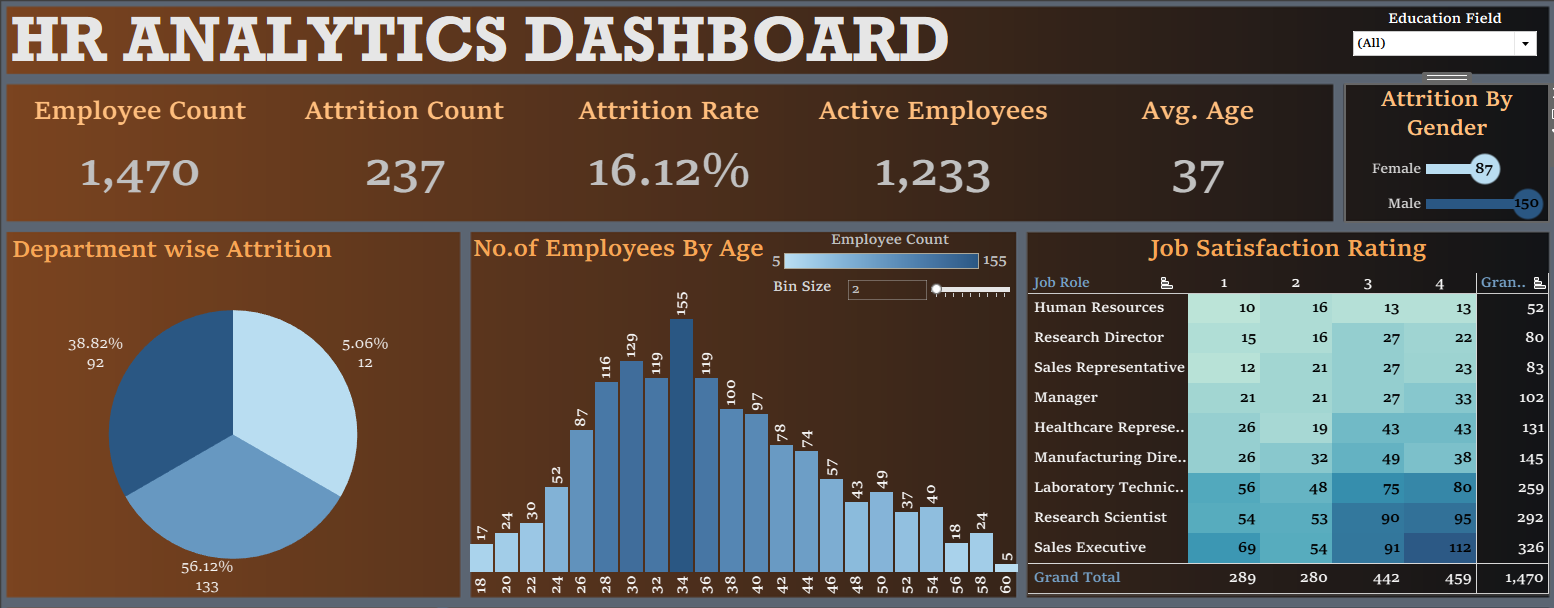 HR ANALYTICS DASHBOARD
Education Field
(All)
Employee Count
Attrition Count
Attrition Rate
Active Employees
Avg. Age
1,470
237
16.12%
1,233
37
Attrition By
Gender
Female 87
Male 150
Department wise Attrition
38.82%
92
5.06%
12
56.12%
133
No.of Employees By Age
Employee Count
5 155
Bin Size 2
17 24 30 52 87 116 129 119 155 119 100 97 78 74 57 43 49 37 40 18 24 5
18 20 22 24 26 28 30 32 34 36 38 40 42 44 46 48 50 52 54 56 58 60
Job Satisfaction Rating
Job Role 1 2 3 4 Gran..
Human Resources 10 16 13 13 52
Research Director 15 16 27 22 80
Sales Representative 12 21 27 23 83
Manager 21 21 27 33 102
Healthcare Represe.. 26 19 43 43 131
Manufacturing Dire.. 26 32 49 38 145
Laboratory Technic.. 56 48 75 80 259
Research Scientist 54 53 90 95 292
Sales Executive 69 54 91 112 326
Grand Total 289 280 442 459 1,470